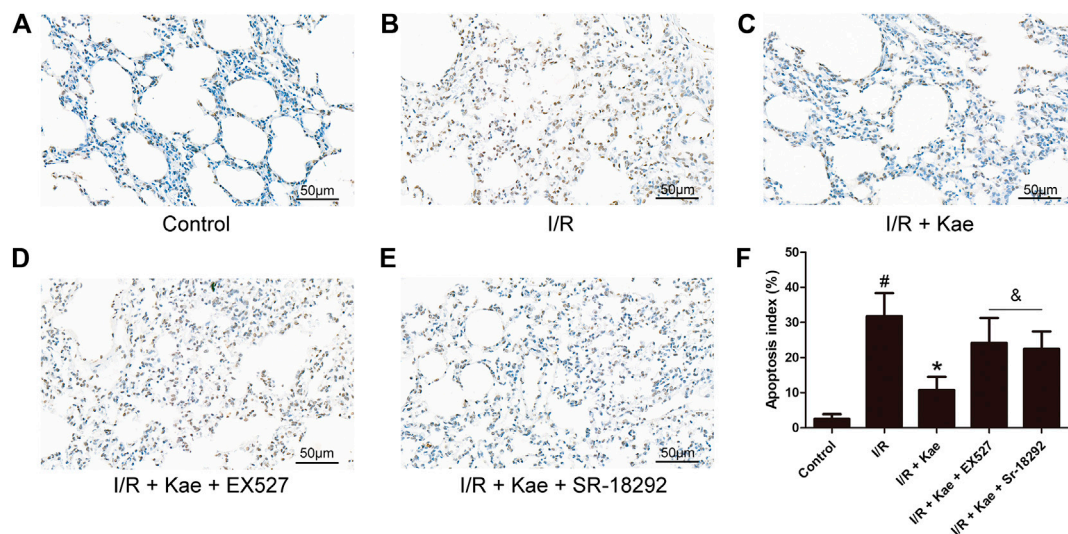 A
50µm
Control
B
50µm
I/R
C
50µm
I/R + Kae
D
50µm
I/R + Kae + EX527
E
50µm
I/R + Kae + SR-18292
F
Apoptosis index (%)
50
40
30
20
10
0
#
*
&
Control
I/R
I/R + Kae
I/R + Kae + EX527
I/R + Kae + Sr-18292